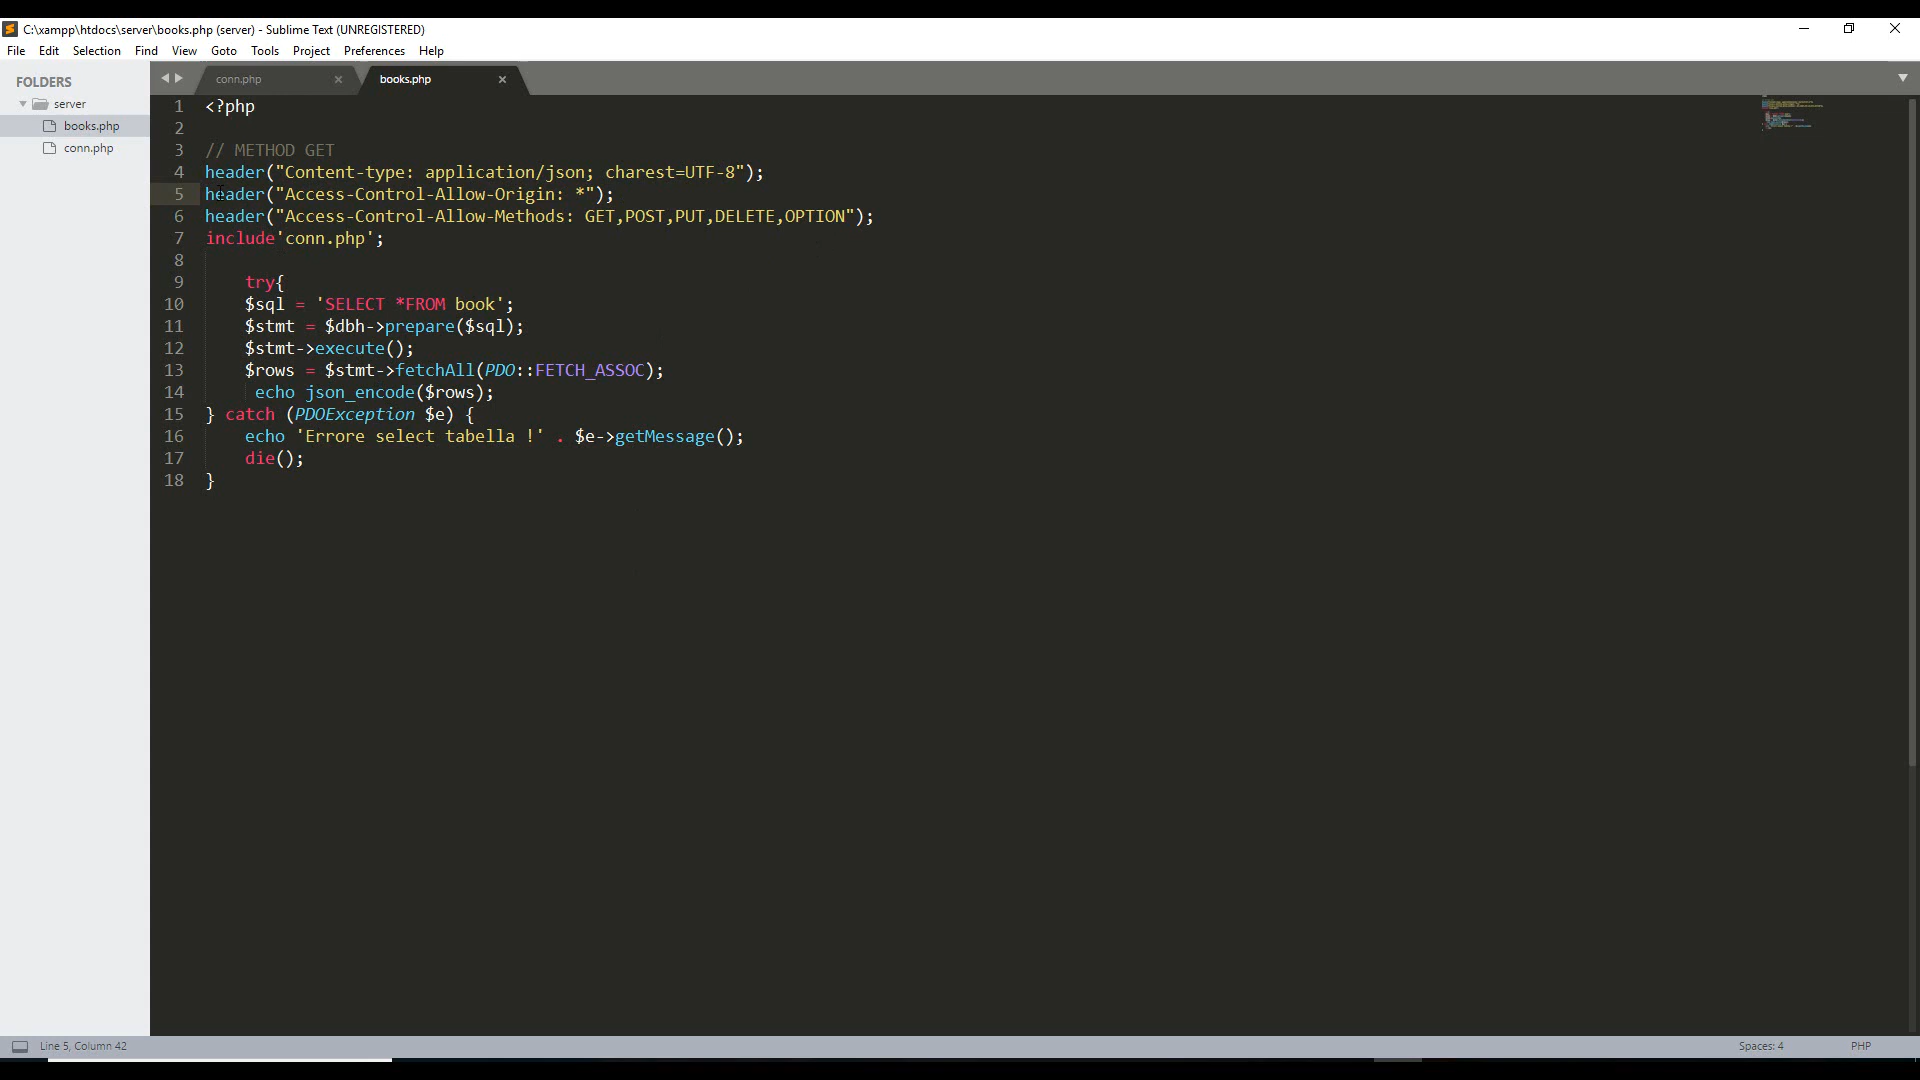 C:\xampp\htdocs\server\books.php (server) - Sublime Text (UNREGISTERED)
File Edit Selection Find View Goto Tools Project Preferences Help
FOLDERS
server
books.php
conn.php
conn.php books.php
1 <?php
2
3 // METHOD GET
4 header("Content-type: application/json; charest=UTF-8");
5 header("Access-Control-Allow-Origin: *");
6 header("Access-Control-Allow-Methods: GET,POST,PUT,DELETE,OPTION");
7 include'conn.php';
8
9 try{
10 $sql = 'SELECT *FROM book';
11 $stmt = $dbh->prepare($sql);
12 $stmt->execute();
13 $rows = $stmt->fetchAll(PDO::FETCH_ASSOC);
14 echo json_encode($rows);
15 } catch (PDOException $e) {
16 echo 'Errore select tabella !' . $e->getMessage();
17 die();
18 }
Line 5, Column 42
Spaces: 4
PHP